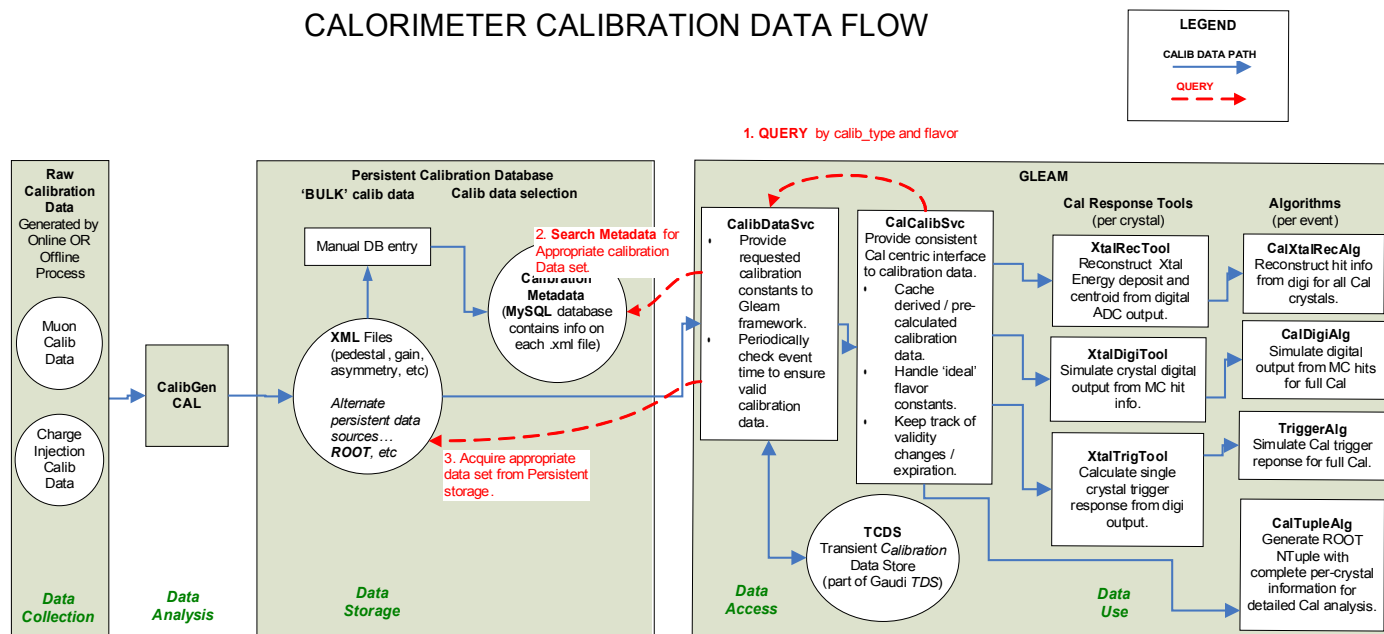 CALORIMETER CALIBRATION DATA FLOW
LEGEND
CALIB DATA PATH
QUERY
1. QUERY by calib_type and flavor
Raw
Calibration
Data
Generated by
Online OR
Offline
Process
Muon
Calib
Data
Charge
Injection
Calib
Data
Data
Collection
CalibGen
CAL
Data
Analysis
Persistent Calibration Database
‘BULK’ calib data
Calib data selection
Manual DB entry
2. Search Metadata for
Appropriate calibration
Data set.
Calibration
Metadata
(MySQL database
contains info on
each .xml file)
XML Files
(pedestal, gain,
asymmetry, etc)
Alternate
persistent data
sources…
ROOT, etc
3. Acquire appropriate
data set from Persistent
storage.
Data
Storage
GLEAM
CalibDataSvc
• Provide
requested
calibration
constants to
Gleam
framework.
• Periodically
check event
time to ensure
valid
calibration
data.
CalCalibSvc
Provide consistent
Cal centric interface
to calibration data.
• Cache
derived / pre-
calculated
calibration
data.
• Handle ‘ideal’
flavor
constants.
• Keep track of
validity
changes /
expiration.
TCDS
Transient Calibration
Data Store
(part of Gaudi TDS)
Data
Access
Cal Response Tools
(per crystal)
XtalRecTool
Reconstruct Xtal
Energy deposit and
centroid from digital
ADC output.
XtalDigiTool
Simulate crystal digital
output from MC hit
info.
XtalTrigTool
Calculate single
crystal trigger
response from digi
output.
Data
Use
Algorithms
(per event)
CalXtalRecAlg
Reconstruct hit info
from digi for all Cal
crystals.
CalDigiAlg
Simulate digital
output from MC hits
for full Cal
TriggerAlg
Simulate Cal trigger
reponse for full Cal.
CalTupleAlg
Generate ROOT
NTuple with
complete per-crystal
information for
detailed Cal analysis.